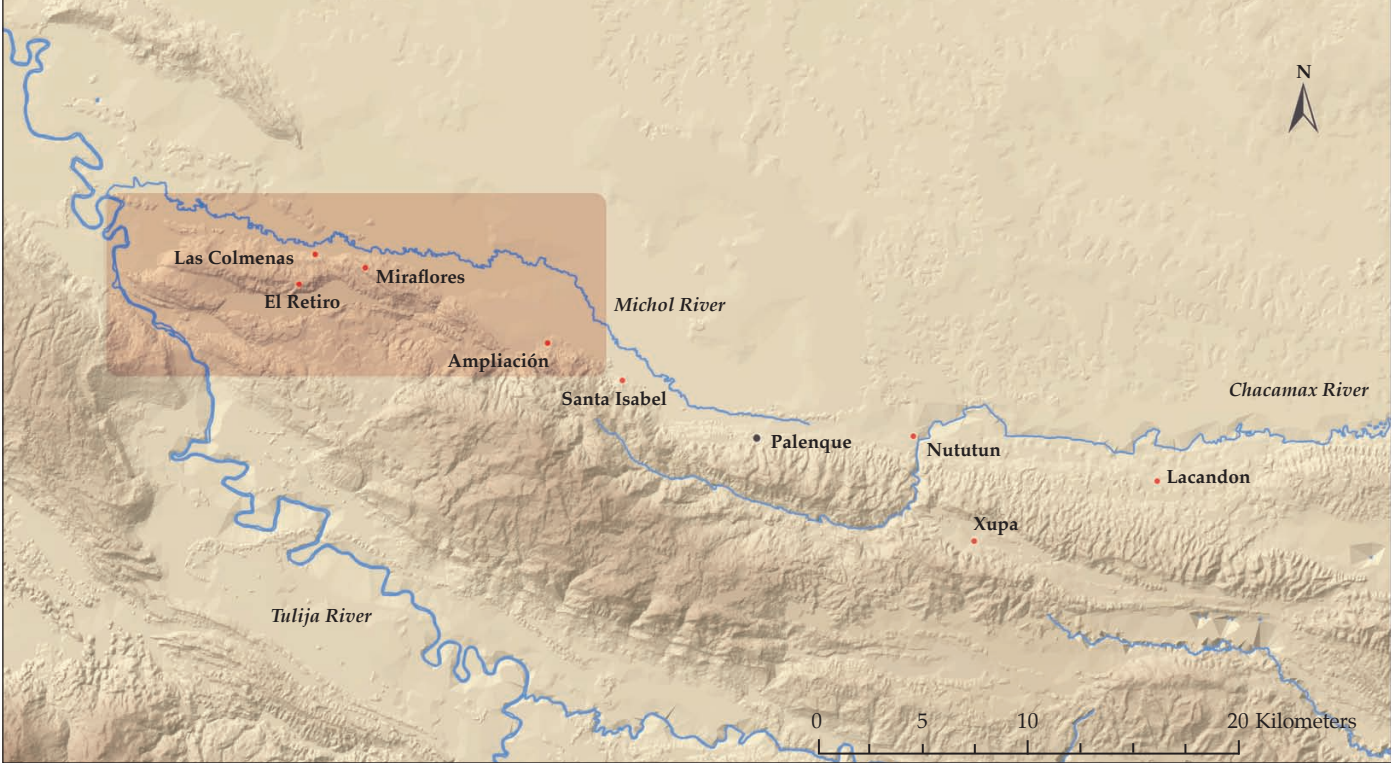 N
Las Colmenas
Miraflores
El Retiro
Michol River
Ampliación
Santa Isabel
Chacamax River
Palenque
Nututun
Lacandon
Xupa
Tulija River
0 5 10 20 Kilometers